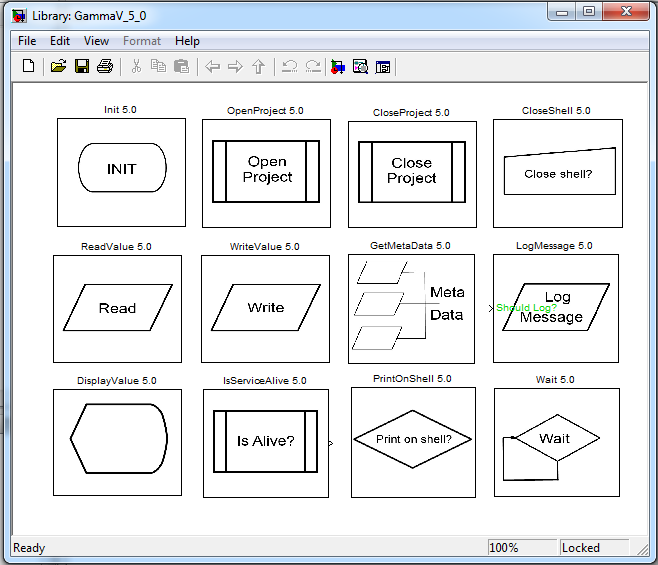 Library: GammaV_5_0
File Edit View Format Help
Init 5.0 OpenProject 5.0 CloseProject 5.0 CloseShell 5.0
INIT
Open
Project
Close
Project
Close shell?
ReadValue 5.0 WriteValue 5.0 GetMetaData 5.0 LogMessage 5.0
Read
Write
Meta
Data
Should Log?
Log
Message
DisplayValue 5.0 IsServiceAlive 5.0 PrintOnShell 5.0 Wait 5.0
Is Alive?
Print on shell?
Wait
Ready 100% Locked